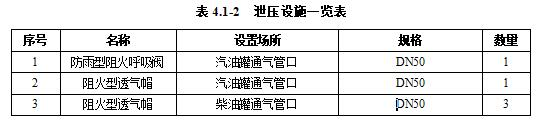 表 4.1-2 泄压设施一览表
序号 名称 设置场所 规格 数量
1 防雨型阻火呼吸阀 汽油罐通气管口 DN50 1
2 阻火型透气帽 汽油罐通气管口 DN50 1
3 阻火型透气帽 柴油罐通气管口 DN50 3